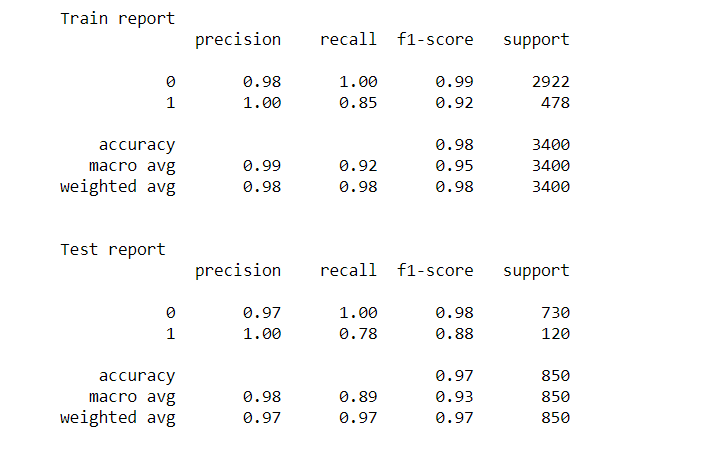 Train report
precision recall f1-score support
0 0.98 1.00 0.99 2922
1 1.00 0.85 0.92 478
accuracy 0.98 3400
macro avg 0.99 0.92 0.95 3400
weighted avg 0.98 0.98 0.98 3400
Test report
precision recall f1-score support
0 0.97 1.00 0.98 730
1 1.00 0.78 0.88 120
accuracy 0.97 850
macro avg 0.98 0.89 0.93 850
weighted avg 0.97 0.97 0.97 850